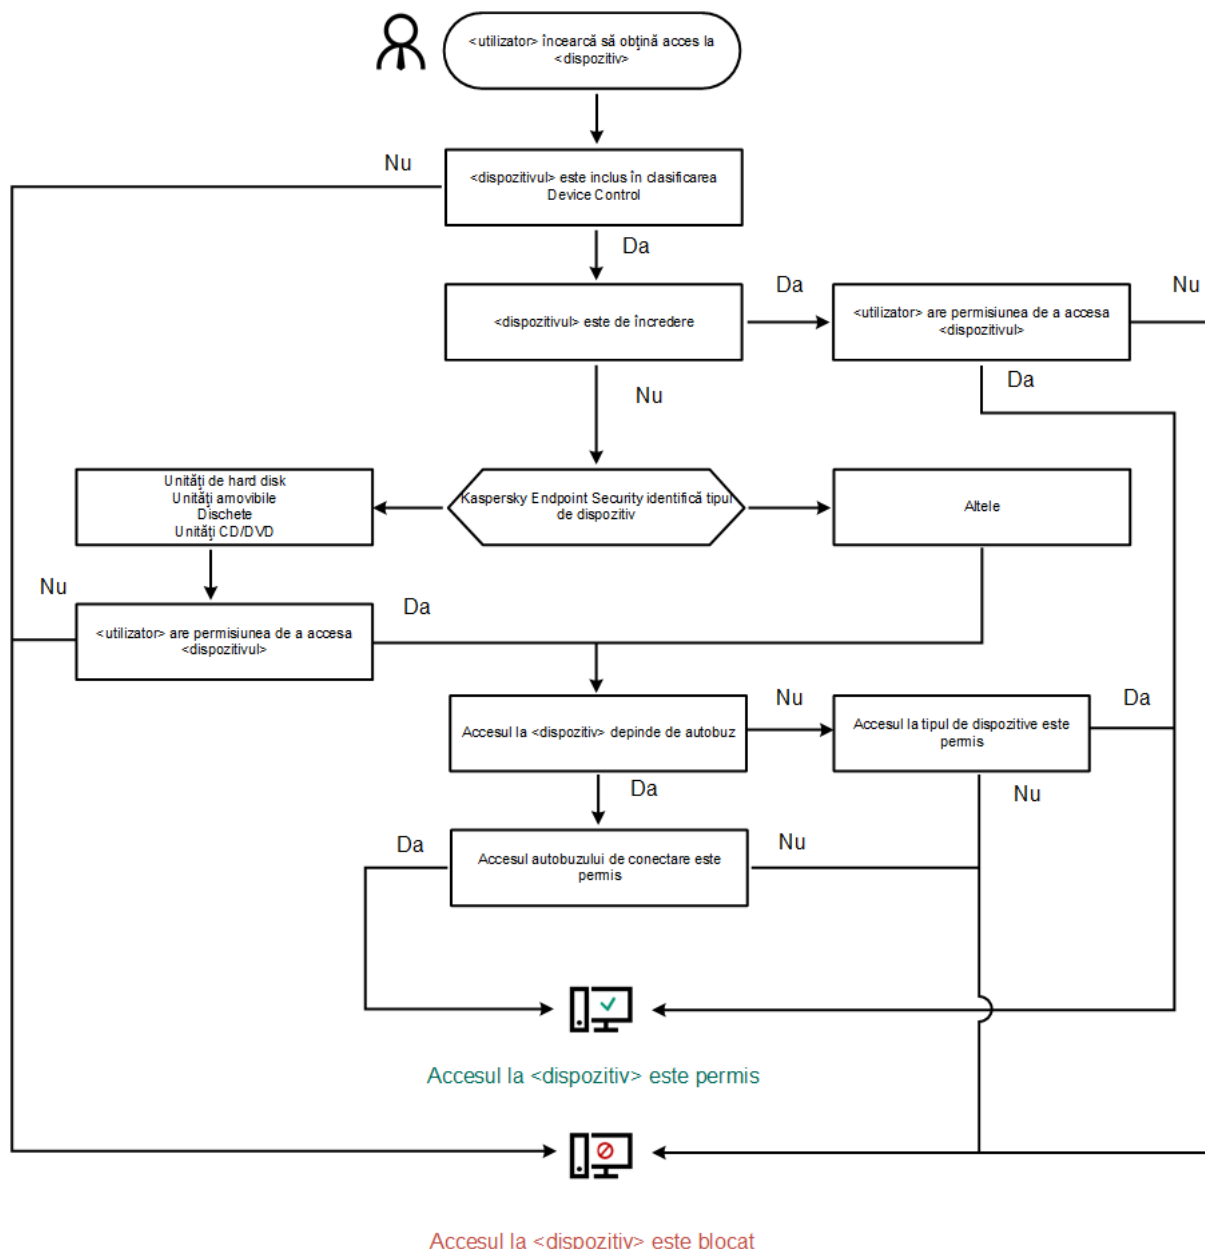 <utilizator> încearcă să obțină acces la
<dispozitiv>
Nu
<dispozitivul> este inclus în clasificarea
Device Control
Da
Da
Nu
<dispozitivul> este de încredere
<utilizator> are permisiunea de a accesa
<dispozitivul>
Nu
Da
Unități de hard disk
Unități amovibile
Dischete
Unități CD/DVD
Kaspersky Endpoint Security identifică tipul
de dispozitiv
Altele
Nu
Da
<utilizator> are permisiunea de a accesa
<dispozitivul>
Nu
Da
Accesul la <dispozitiv> depinde de autobuz
Accesul la tipul de dispozitive este
permis
Da
Nu
Da
Nu
Accesul autobuzului de conectare este
permis
Accesul la <dispozitiv> este permis
Accesul la <dispozitiv> este blocat